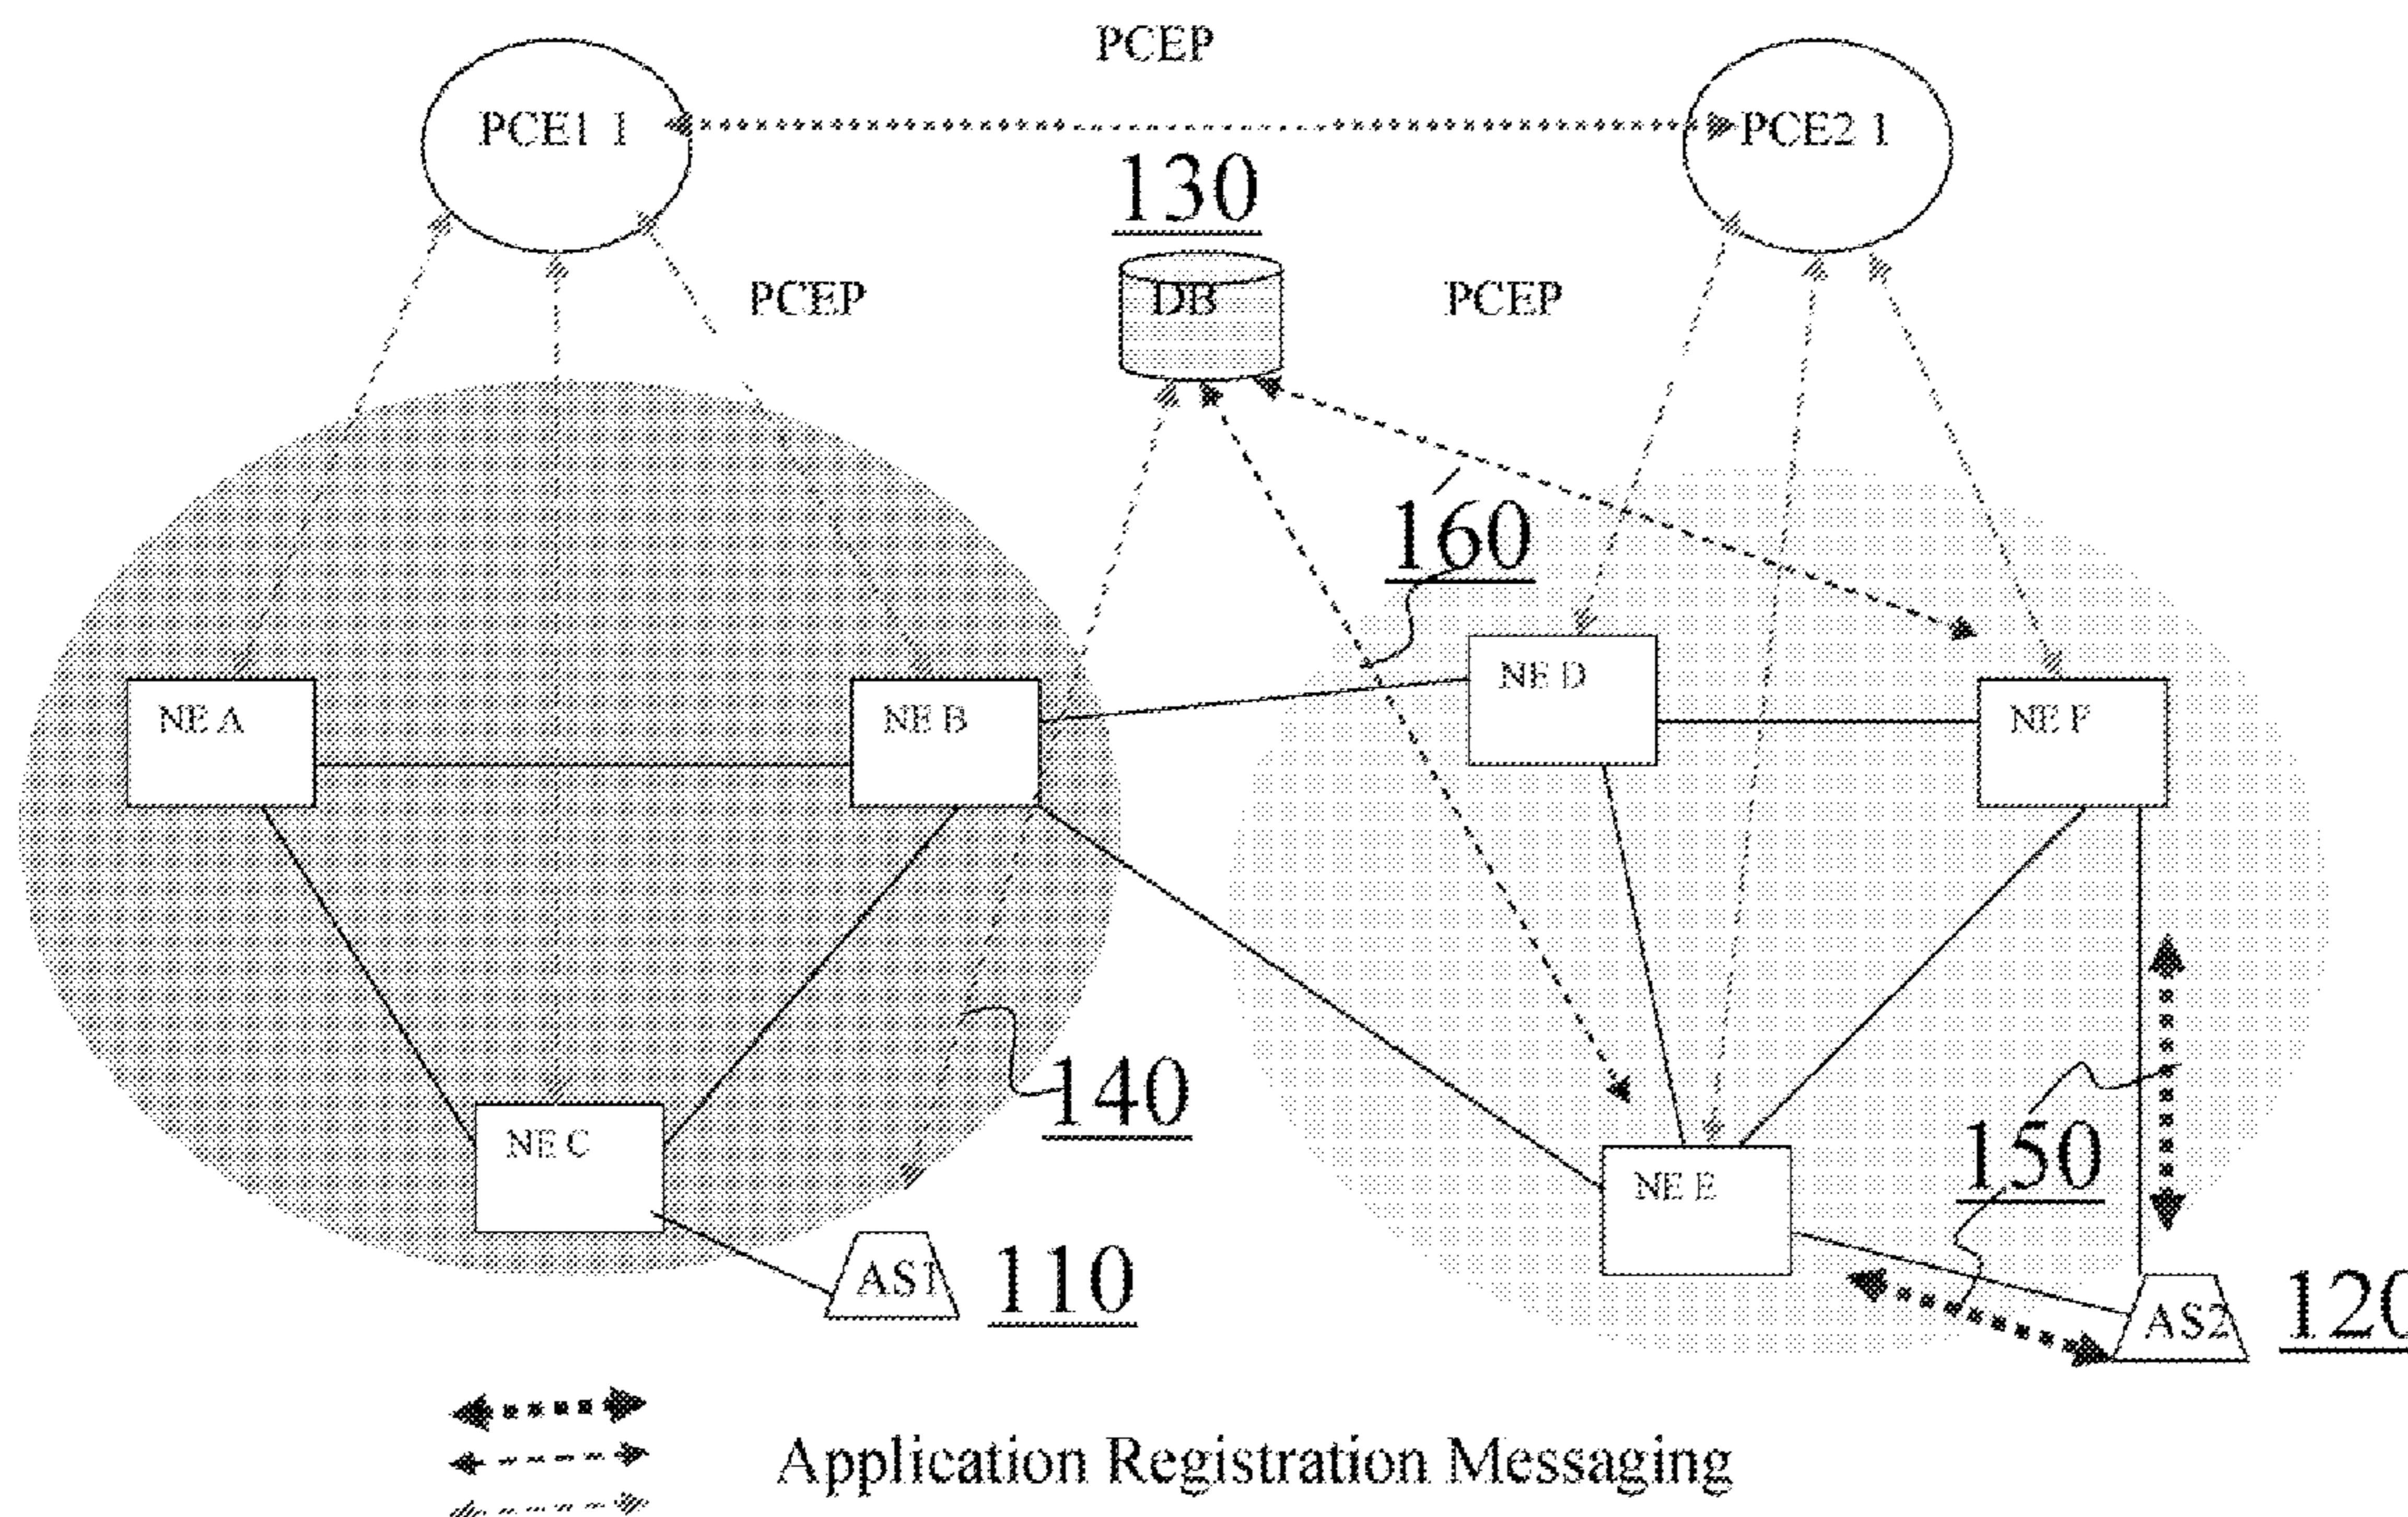 PCEP
PCE1 1
PCE2 1
130
PCEP
DB
PCEP
160
NE A
NE B
NE D
NE F
140
NE C
150
NE E
AS1
110
AS2
120
Application Registration Messaging